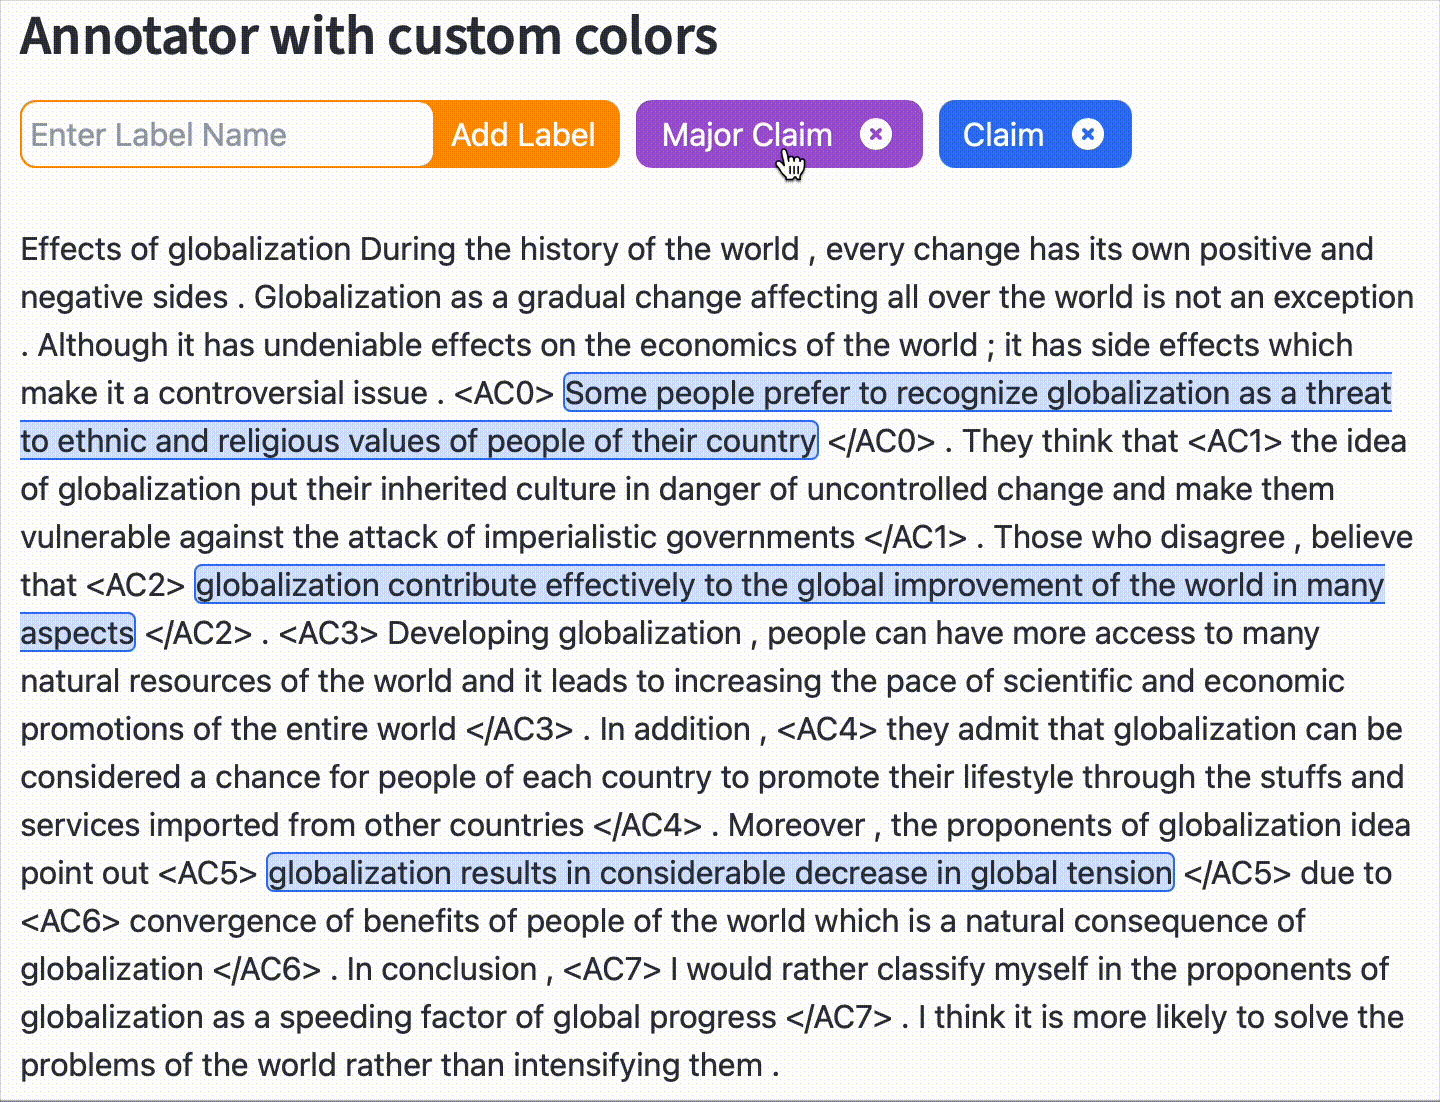 Annotator with custom colors
Enter Label Name Add Label Major Claim Claim
Effects of globalization During the history of the world , every change has its own positive and
negative sides . Globalization as a gradual change affecting all over the world is not an exception
. Although it has undeniable effects on the economics of the world ; it has side effects which
make it a controversial issue . <AC0> Some people prefer to recognize globalization as a threat
to ethnic and religious values of people of their country </AC0> . They think that <AC1> the idea
of globalization put their inherited culture in danger of uncontrolled change and make them
vulnerable against the attack of imperialistic governments </AC1> . Those who disagree , believe
that <AC2> globalization contribute effectively to the global improvement of the world in many
aspects </AC2> . <AC3> Developing globalization , people can have more access to many
natural resources of the world and it leads to increasing the pace of scientific and economic
promotions of the entire world </AC3> . In addition , <AC4> they admit that globalization can be
considered a chance for people of each country to promote their lifestyle through the stuffs and
services imported from other countries </AC4> . Moreover , the proponents of globalization idea
point out <AC5> globalization results in considerable decrease in global tension </AC5> due to
<AC6> convergence of benefits of people of the world which is a natural consequence of
globalization </AC6> . In conclusion , <AC7> I would rather classify myself in the proponents of
globalization as a speeding factor of global progress </AC7> . I think it is more likely to solve the
problems of the world rather than intensifying them .